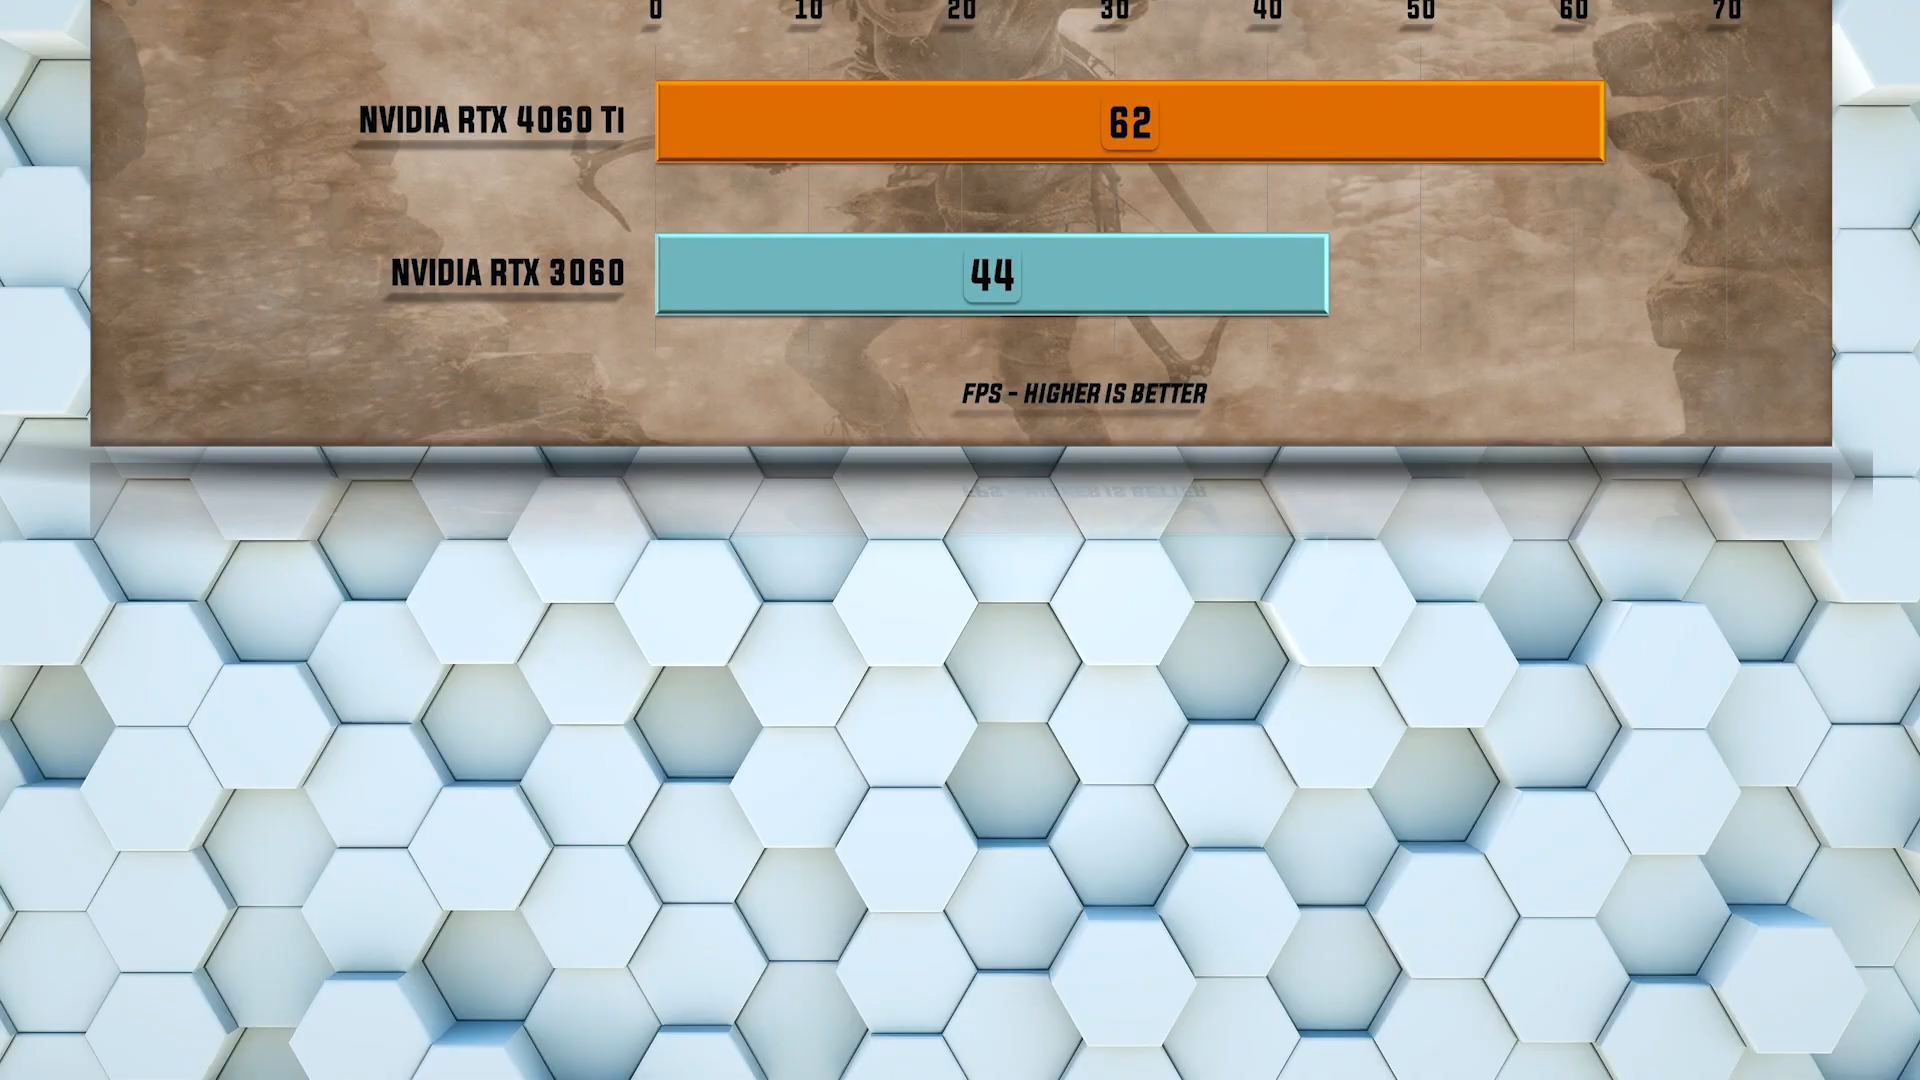 0 10 20 30 40 50 60 70
NVIDIA RTX 4060 TI 62
NVIDIA RTX 3060 44
FPS - HIGHER IS BETTER